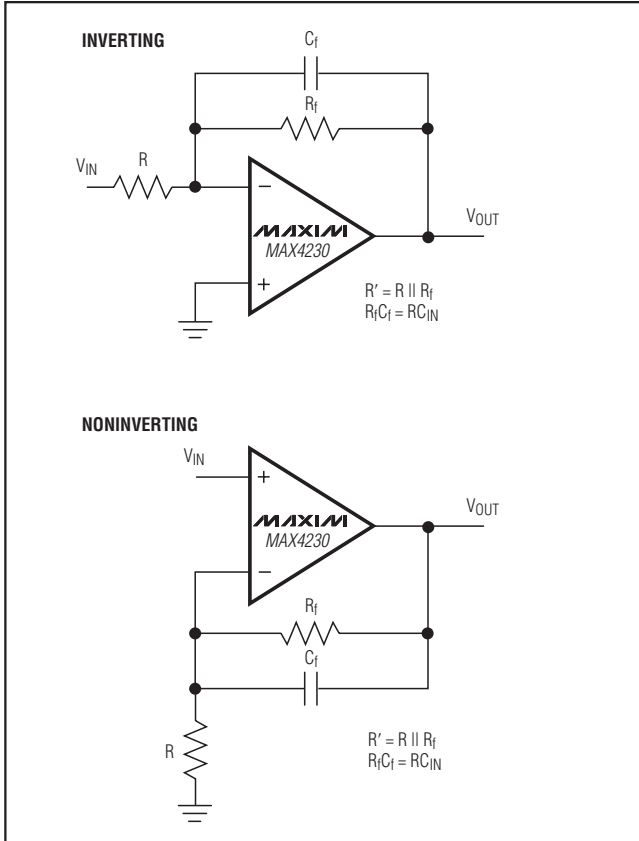 INVERTING
Cf
Rf
VIN
R
−
MAXIM
MAX4230
+
VOUT
R′ = R || Rf
RfCf = RCIN
NONINVERTING
VIN
+
MAXIM
MAX4230
−
VOUT
Rf
Cf
R
R′ = R || Rf
RfCf = RCIN